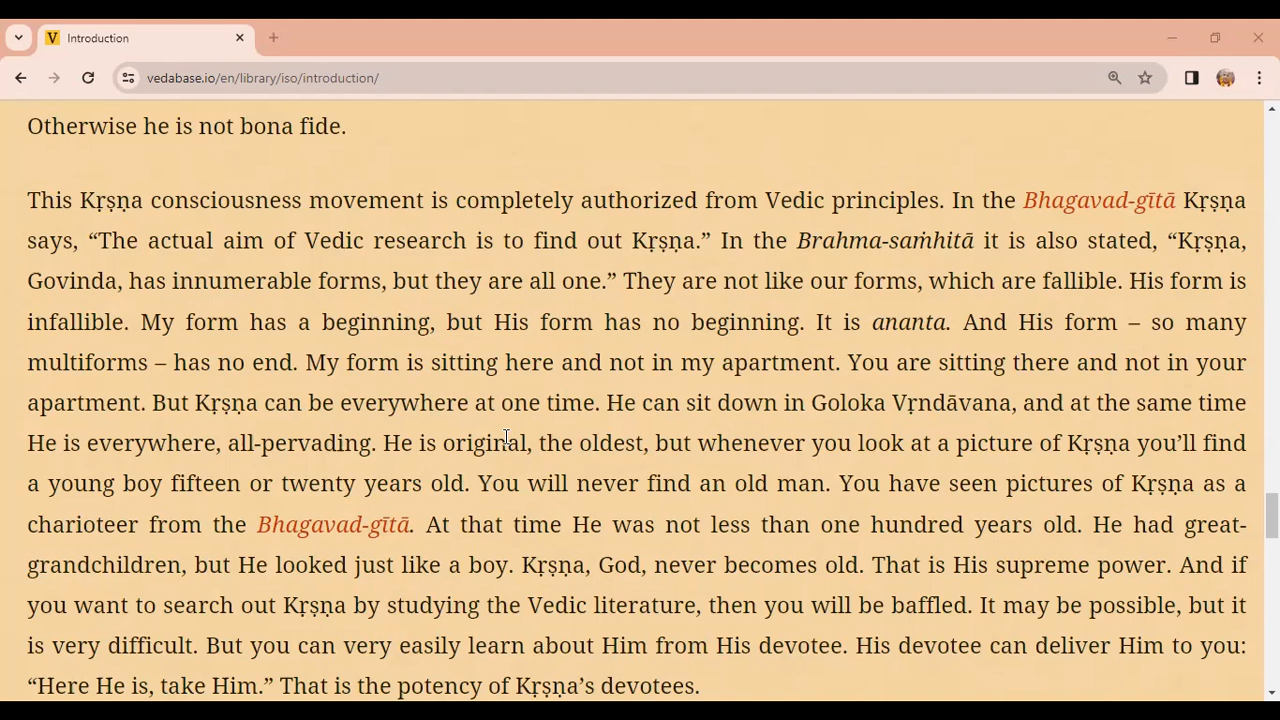 Introduction
vedabase.io/en/library/iso/introduction/
Otherwise he is not bona fide.
This Kṛṣṇa consciousness movement is completely authorized from Vedic principles. In the Bhagavad-gītā Kṛṣṇa
says, “The actual aim of Vedic research is to find out Kṛṣṇa.” In the Brahma-saṁhitā it is also stated, “Kṛṣṇa,
Govinda, has innumerable forms, but they are all one.” They are not like our forms, which are fallible. His form is
infallible. My form has a beginning, but His form has no beginning. It is ananta. And His form – so many
multiforms – has no end. My form is sitting here and not in my apartment. You are sitting there and not in your
apartment. But Kṛṣṇa can be everywhere at one time. He can sit down in Goloka Vṛndāvana, and at the same time
He is everywhere, all-pervading. He is original, the oldest, but whenever you look at a picture of Kṛṣṇa you’ll find
a young boy fifteen or twenty years old. You will never find an old man. You have seen pictures of Kṛṣṇa as a
charioteer from the Bhagavad-gītā. At that time He was not less than one hundred years old. He had great-
grandchildren, but He looked just like a boy. Kṛṣṇa, God, never becomes old. That is His supreme power. And if
you want to search out Kṛṣṇa by studying the Vedic literature, then you will be baffled. It may be possible, but it
is very difficult. But you can very easily learn about Him from His devotee. His devotee can deliver Him to you:
“Here He is, take Him.” That is the potency of Kṛṣṇa’s devotees.